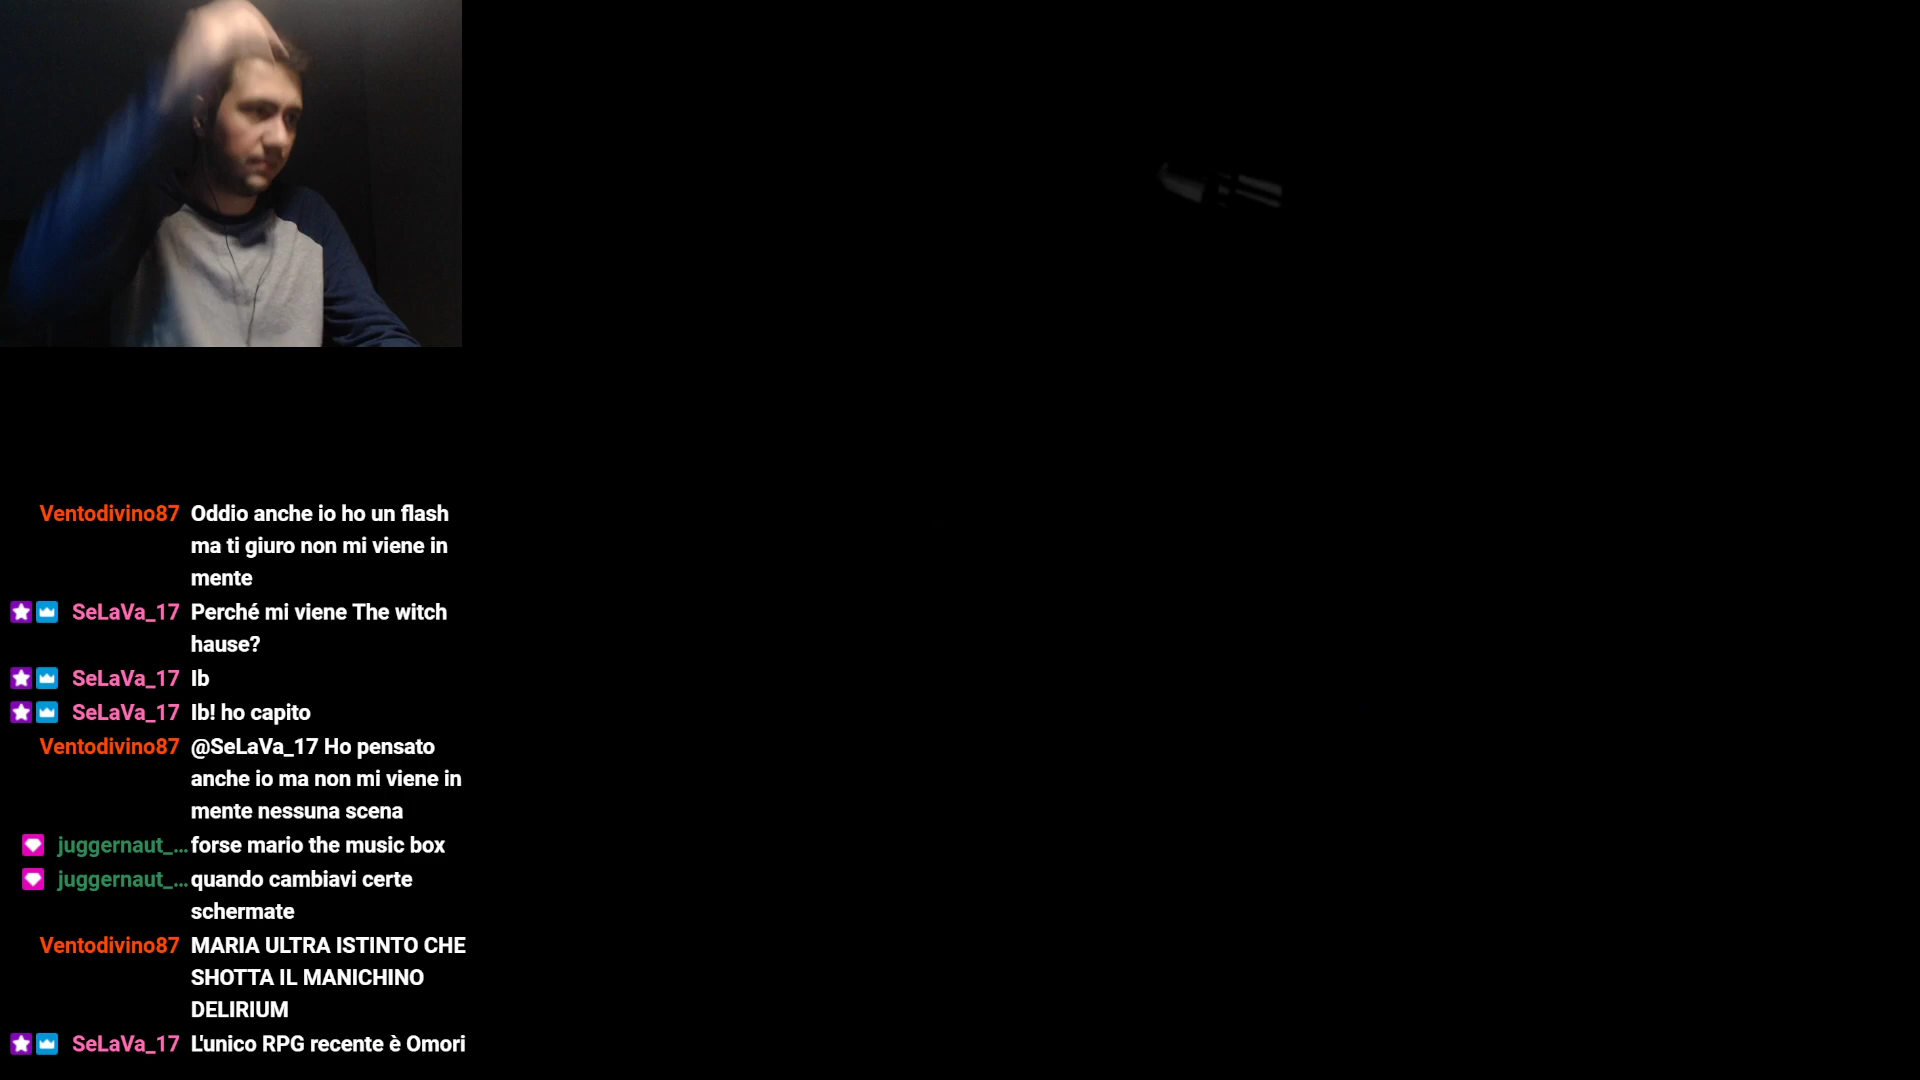 Ventodivino87 Oddio anche io ho un flash
ma ti giuro non mi viene in
mente
SeLaVa_17 Perché mi viene The witch
hause?
SeLaVa_17 Ib
SeLaVa_17 Ib! ho capito
Ventodivino87 @SeLaVa_17 Ho pensato
anche io ma non mi viene in
mente nessuna scena
juggernaut_... forse mario the music box
juggernaut_... quando cambiavi certe
schermate
Ventodivino87 MARIA ULTRA ISTINTO CHE
SHOTTA IL MANICHINO
DELIRIUM
SeLaVa_17 L'unico RPG recente è Omori